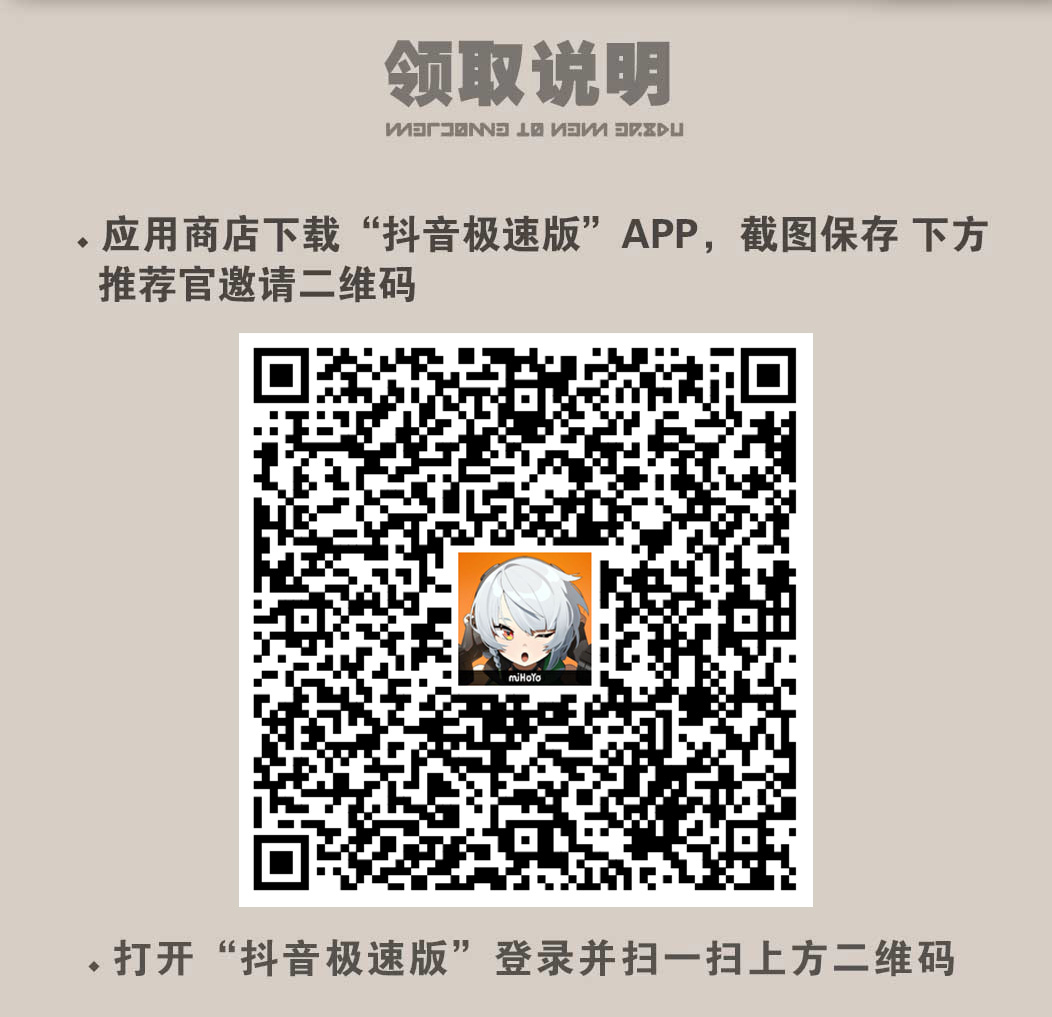 领取说明
应用商店下载“抖音极速版”APP，截图保存 下方
推荐官邀请二维码
miHoYo
打开“抖音极速版”登录并扫一扫上方二维码